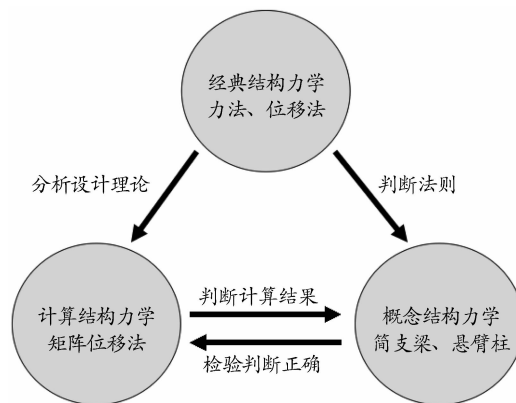 经典结构力学
力法、位移法
分析设计理论
判断法则
判断计算结果
计算结构力学
矩阵位移法
概念结构力学
简支梁、悬臂柱
检验判断正确